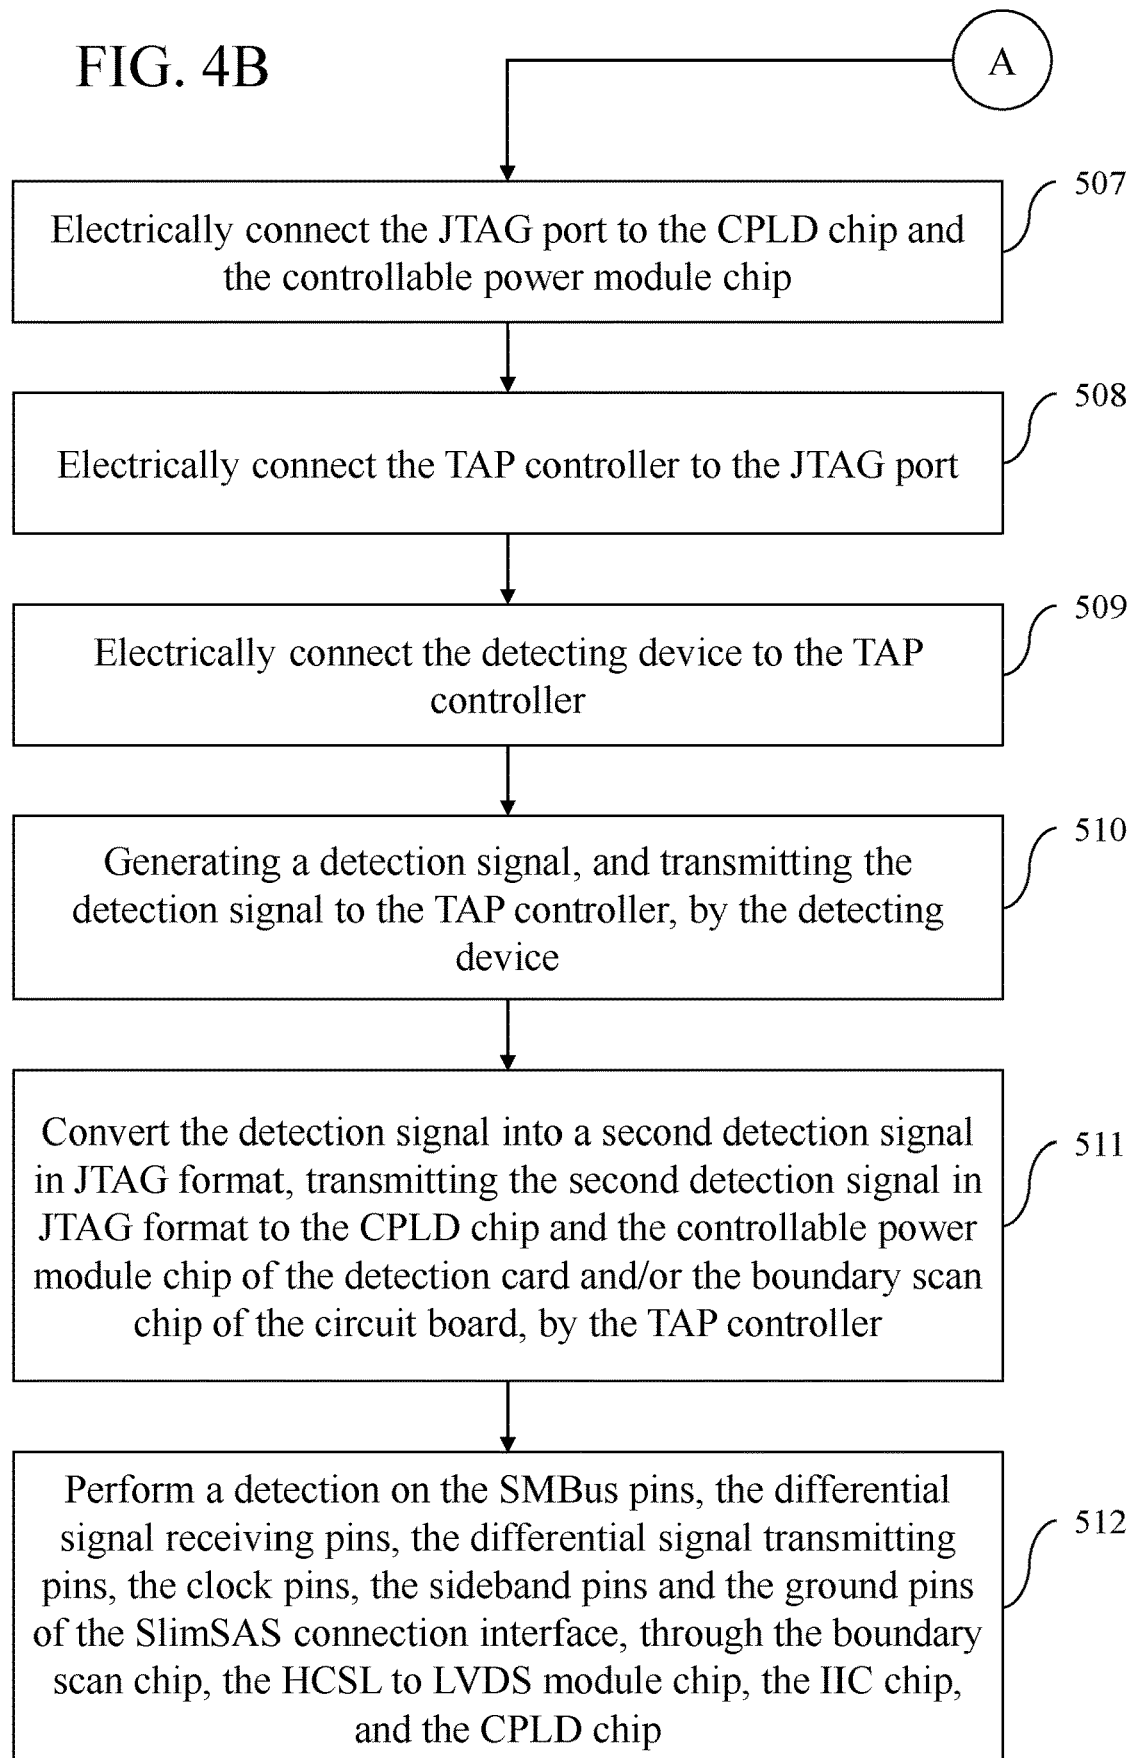 FIG. 4B
A
507
Electrically connect the JTAG port to the CPLD chip and
the controllable power module chip
508
Electrically connect the TAP controller to the JTAG port
509
Electrically connect the detecting device to the TAP
controller
510
Generating a detection signal, and transmitting the
detection signal to the TAP controller, by the detecting
device
511
Convert the detection signal into a second detection signal
in JTAG format, transmitting the second detection signal in
JTAG format to the CPLD chip and the controllable power
module chip of the detection card and/or the boundary scan
chip of the circuit board, by the TAP controller
512
Perform a detection on the SMBus pins, the differential
signal receiving pins, the differential signal transmitting
pins, the clock pins, the sideband pins and the ground pins
of the SlimSAS connection interface, through the boundary
scan chip, the HCSL to LVDS module chip, the IIC chip,
and the CPLD chip